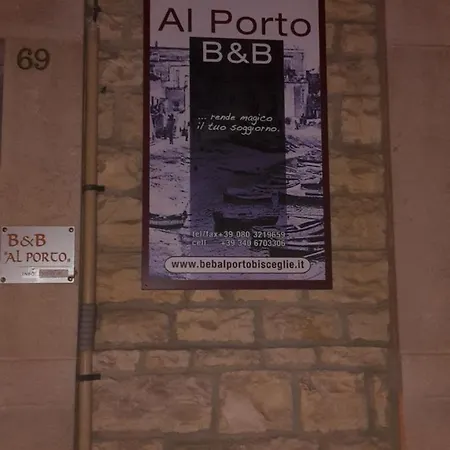 69
Al Porto
B&B
... rende magico
il tuo soggiorno.
tel/fax +39 080 3219659
cell. +39 340 6703306
www.bebalportobisceglie.it
B&B
"AL PORTO"